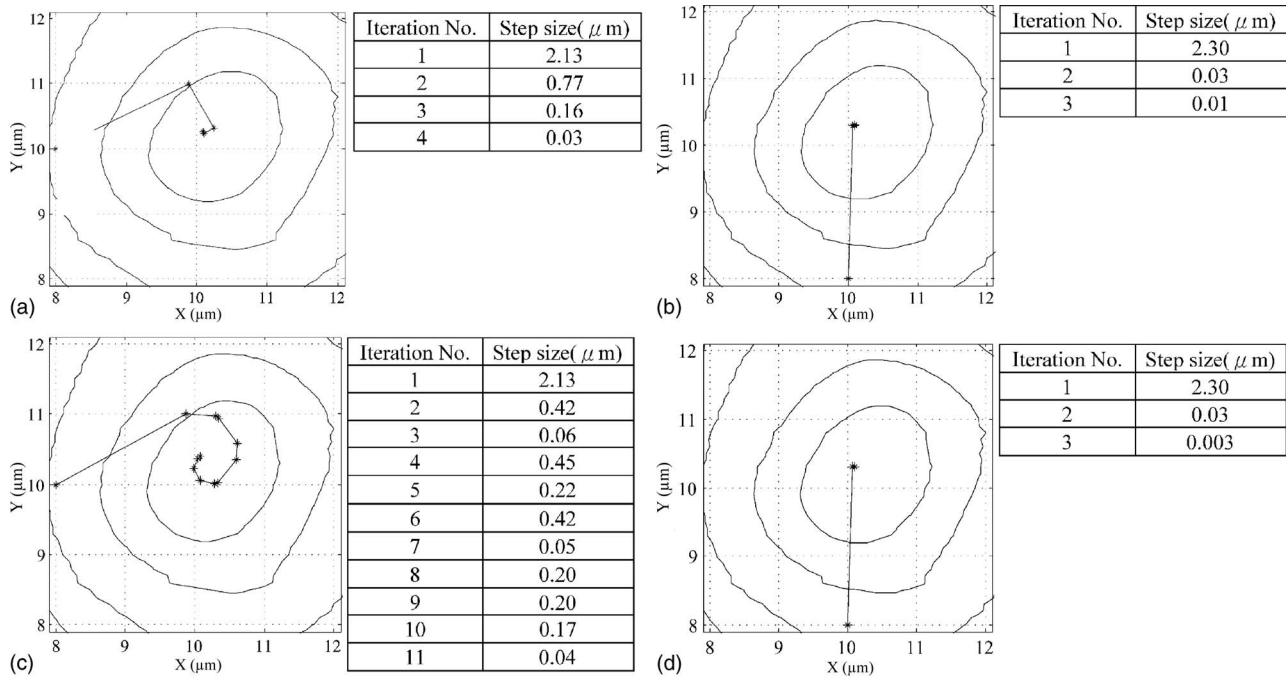 12
11
10
9
8
Y (μm)
8 9 10 11 12
X (μm)
(a)
Iteration No. Step size( μ m)
1 2.13
2 0.77
3 0.16
4 0.03
12
11
10
9
8
Y (μm)
8 9 10 11 12
X (μm)
(b)
Iteration No. Step size( μ m)
1 2.30
2 0.03
3 0.01
12
11
10
9
8
Y (μm)
8 9 10 11 12
X (μm)
(c)
Iteration No. Step size( μ m)
1 2.13
2 0.42
3 0.06
4 0.45
5 0.22
6 0.42
7 0.05
8 0.20
9 0.20
10 0.17
11 0.04
12
11
10
9
8
Y (μm)
8 9 10 11 12
X (μm)
(d)
Iteration No. Step size( μ m)
1 2.30
2 0.03
3 0.003